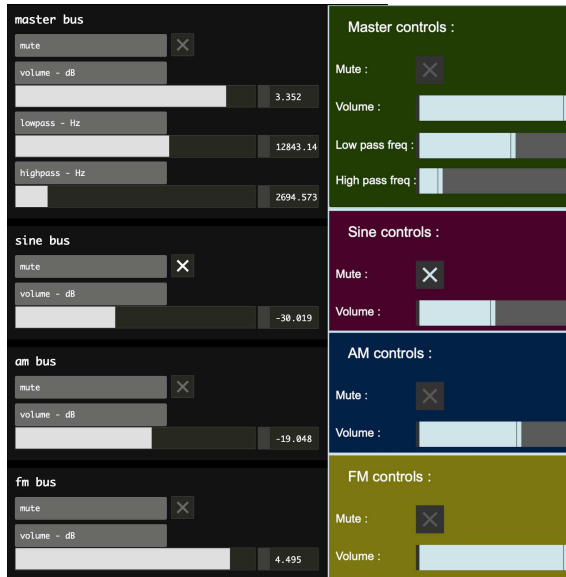 master bus
mute
volume - dB
3.352
lowpass - Hz
12843.14
highpass - Hz
2694.573
sine bus
mute
volume - dB
-30.019
am bus
mute
volume - dB
-19.048
fm bus
mute
volume - dB
4.495
Master controls :
Mute :
Volume :
Low pass freq :
High pass freq :
Sine controls :
Mute :
Volume :
AM controls :
Mute :
Volume :
FM controls :
Mute :
Volume :